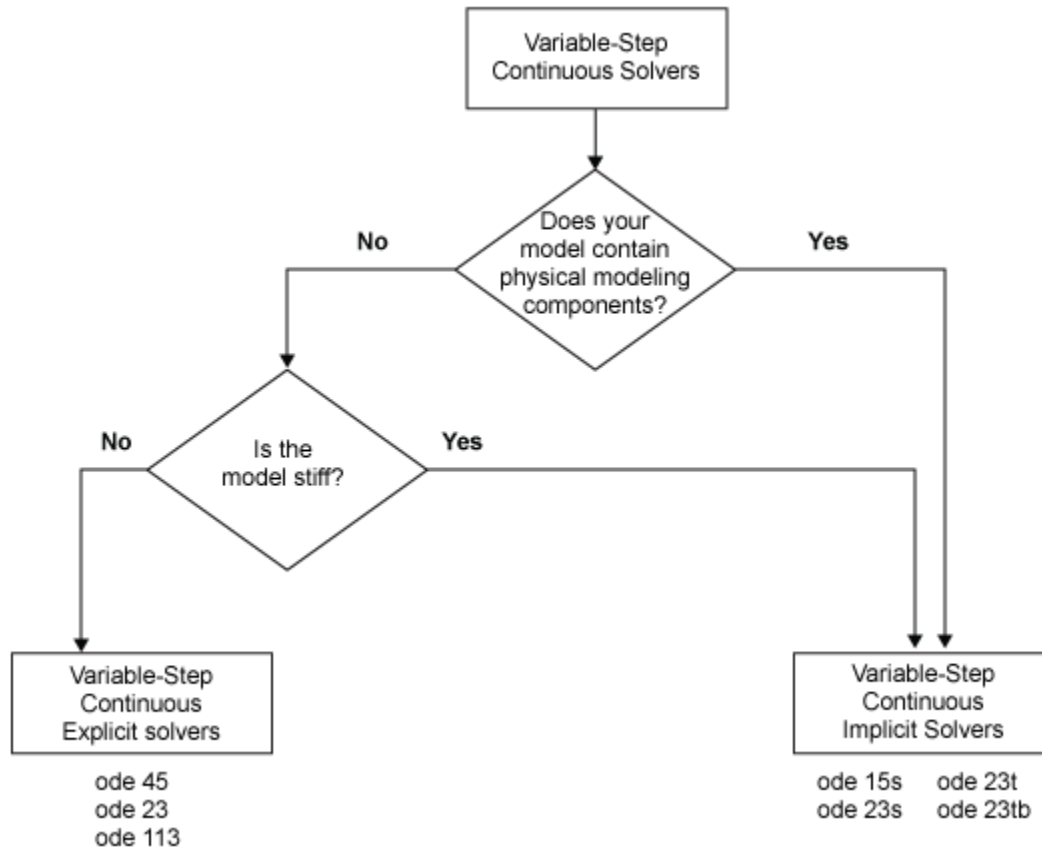 Variable-Step
Continuous Solvers
Does your
model contain
physical modeling
components?
No
Yes
Is the
model stiff?
No
Yes
Variable-Step
Continuous
Explicit solvers
ode 45
ode 23
ode 113
Variable-Step
Continuous
Implicit Solvers
ode 15s ode 23t
ode 23s ode 23tb